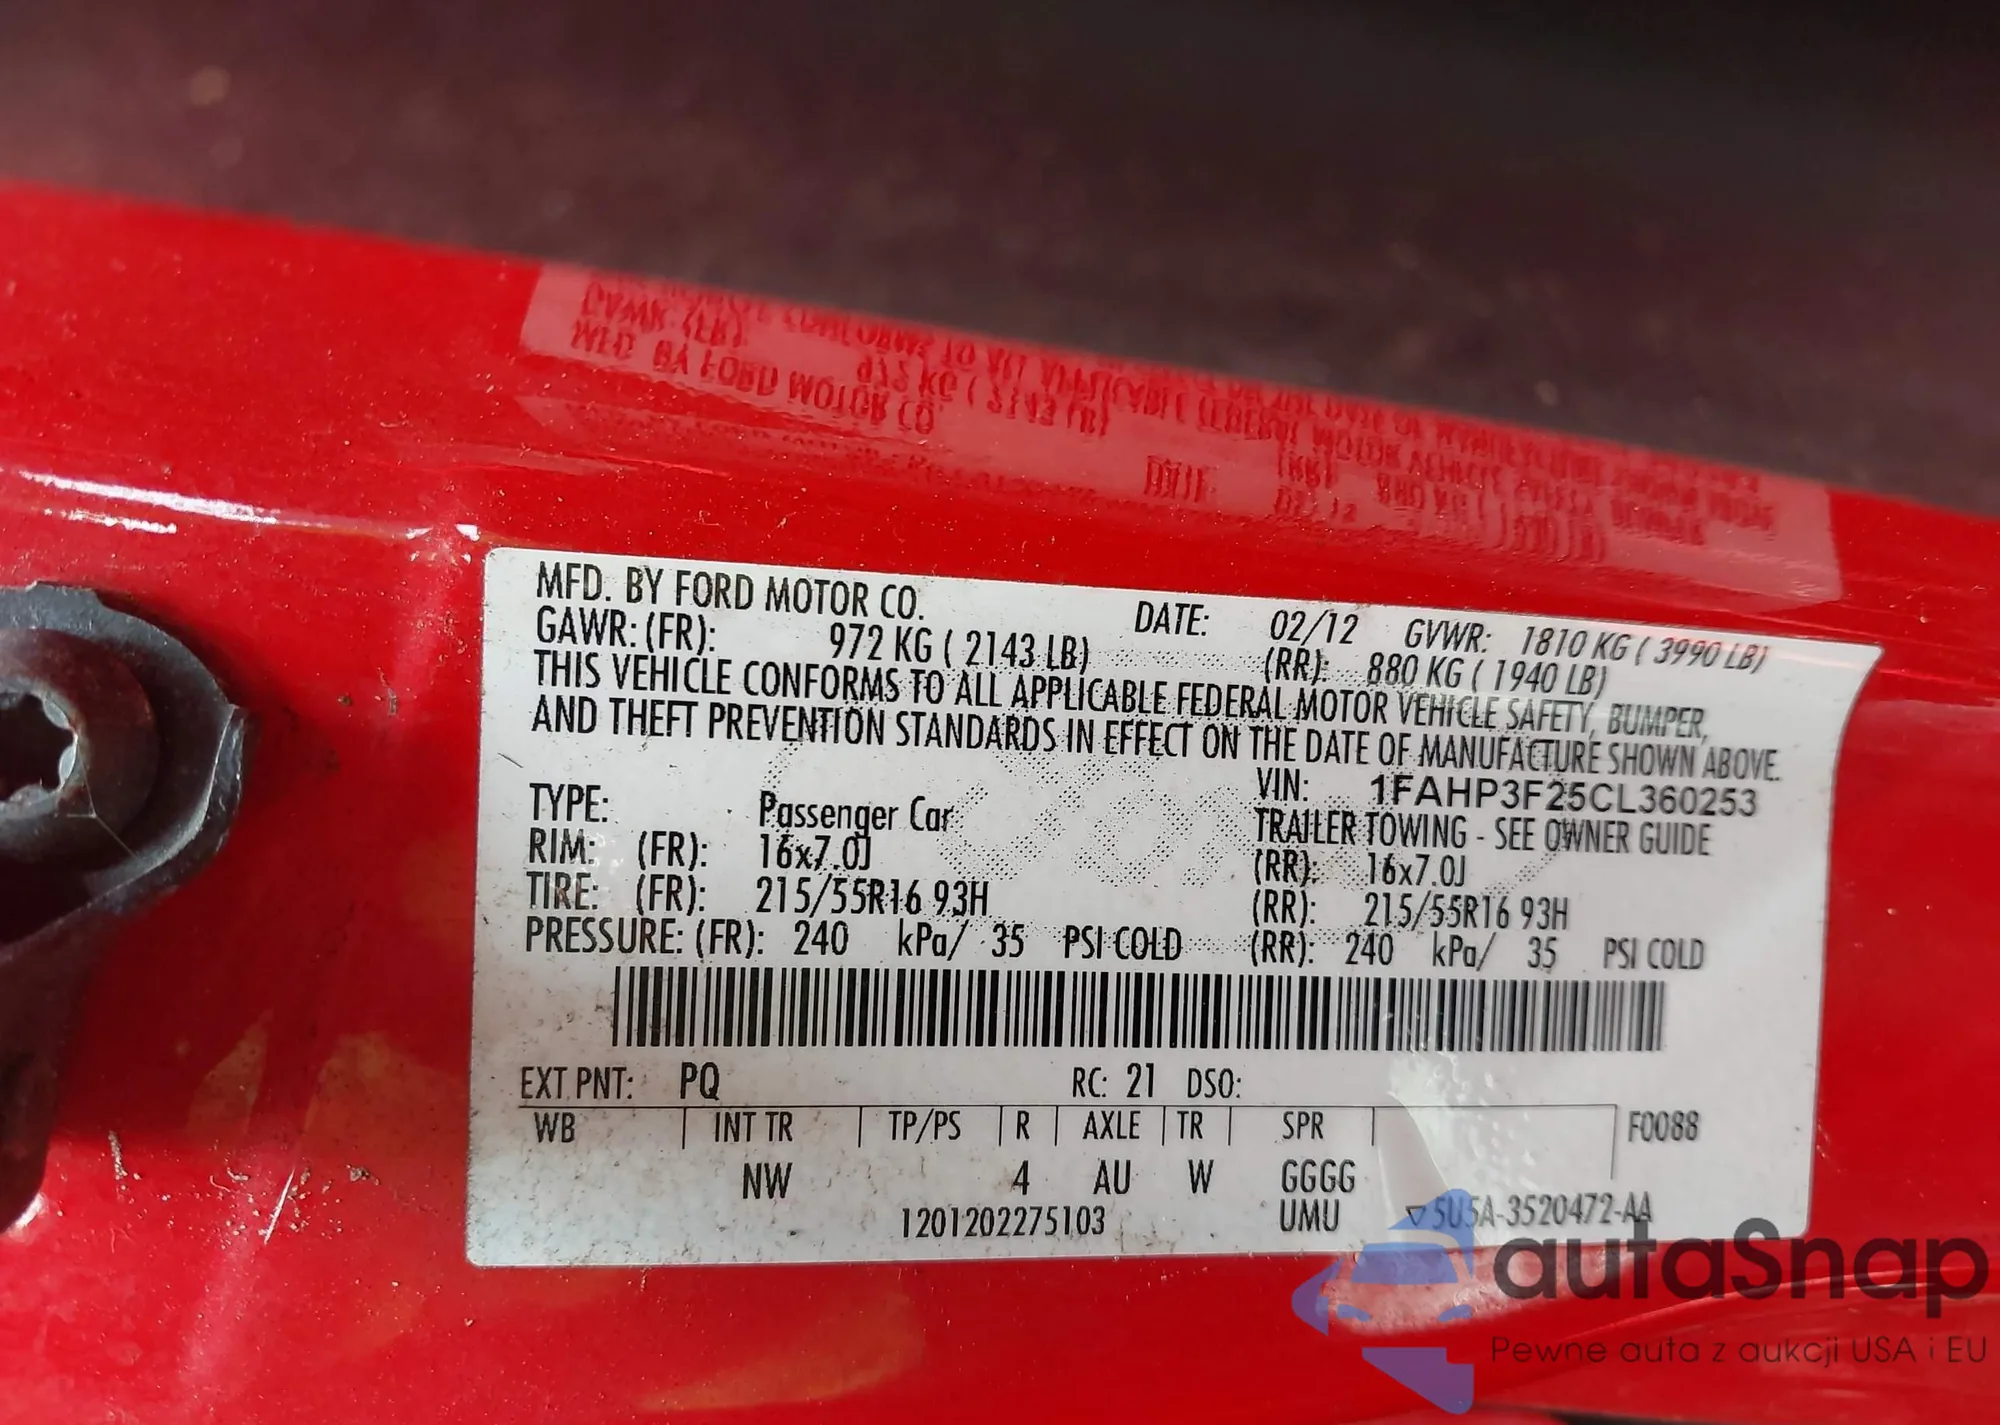 MFD. BY FORD MOTOR CO. DATE: 02/12 GVWR: 1810 KG ( 3990 LB)
GAWR: (FR): 972 KG ( 2143 LB) (RR): 880 KG ( 1940 LB)
THIS VEHICLE CONFORMS TO ALL APPLICABLE FEDERAL MOTOR VEHICLE SAFETY, BUMPER,
AND THEFT PREVENTION STANDARDS IN EFFECT ON THE DATE OF MANUFACTURE SHOWN ABOVE.
VIN: 1FAHP3F25CL360253
TYPE: Passenger Car TRAILER TOWING - SEE OWNER GUIDE
RIM: (FR): 16x7.0J (RR): 16x7.0J
TIRE: (FR): 215/55R16 93H (RR): 215/55R16 93H
PRESSURE: (FR): 240 kPa/ 35 PSI COLD (RR): 240 kPa/ 35 PSI COLD
EXT PNT: PQ RC: 21 DSO:
WB INT TR TP/PS R AXLE TR SPR F0088
NW 4 AU W GGGG
1201202275103 UMU ▽5U5A-3520472-AA
autaSnap
Pewne auta z aukcji USA i EU